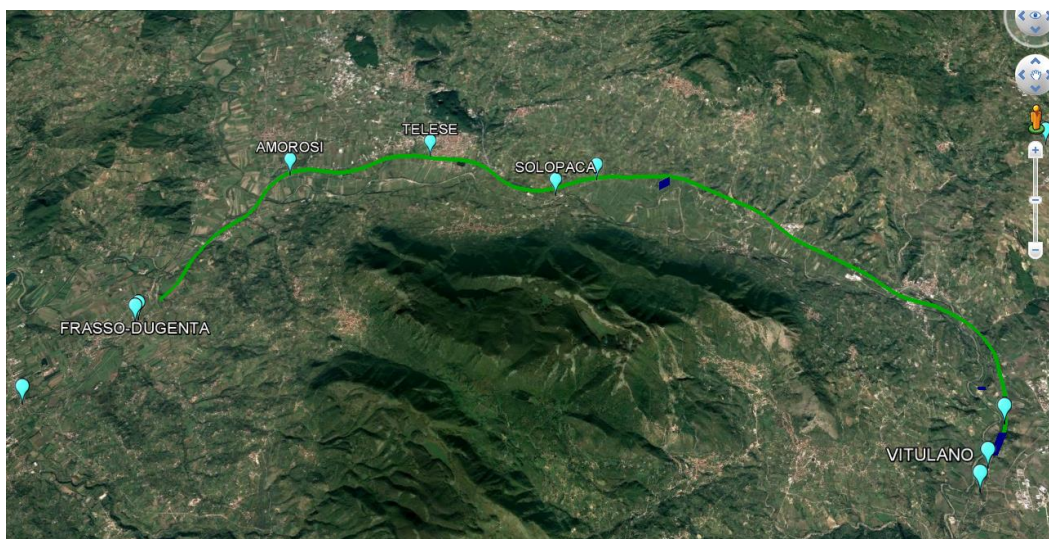 TELESE
AMOROSI
SOLOPACA
FRASSO-DUGENTA
VITULANO